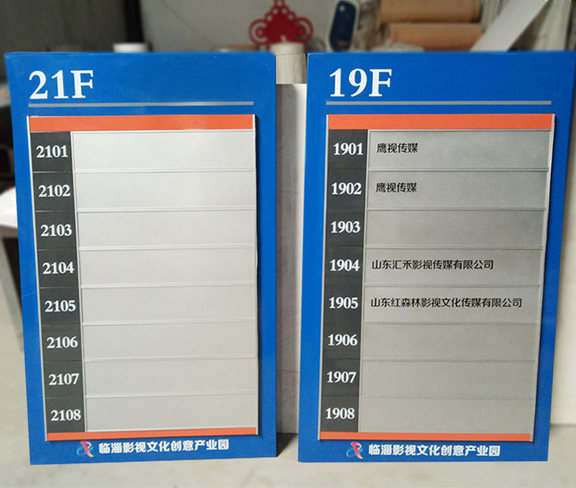 21F
2101
2102
2103
2104
2105
2106
2107
2108
临淄影视文化创意产业园
19F
1901 鹰视传媒
1902 鹰视传媒
1903
1904 山东汇禾影视传媒有限公司
1905 山东红森林影视文化传媒有限公司
1906
1907
1908
临淄影视文化创意产业园